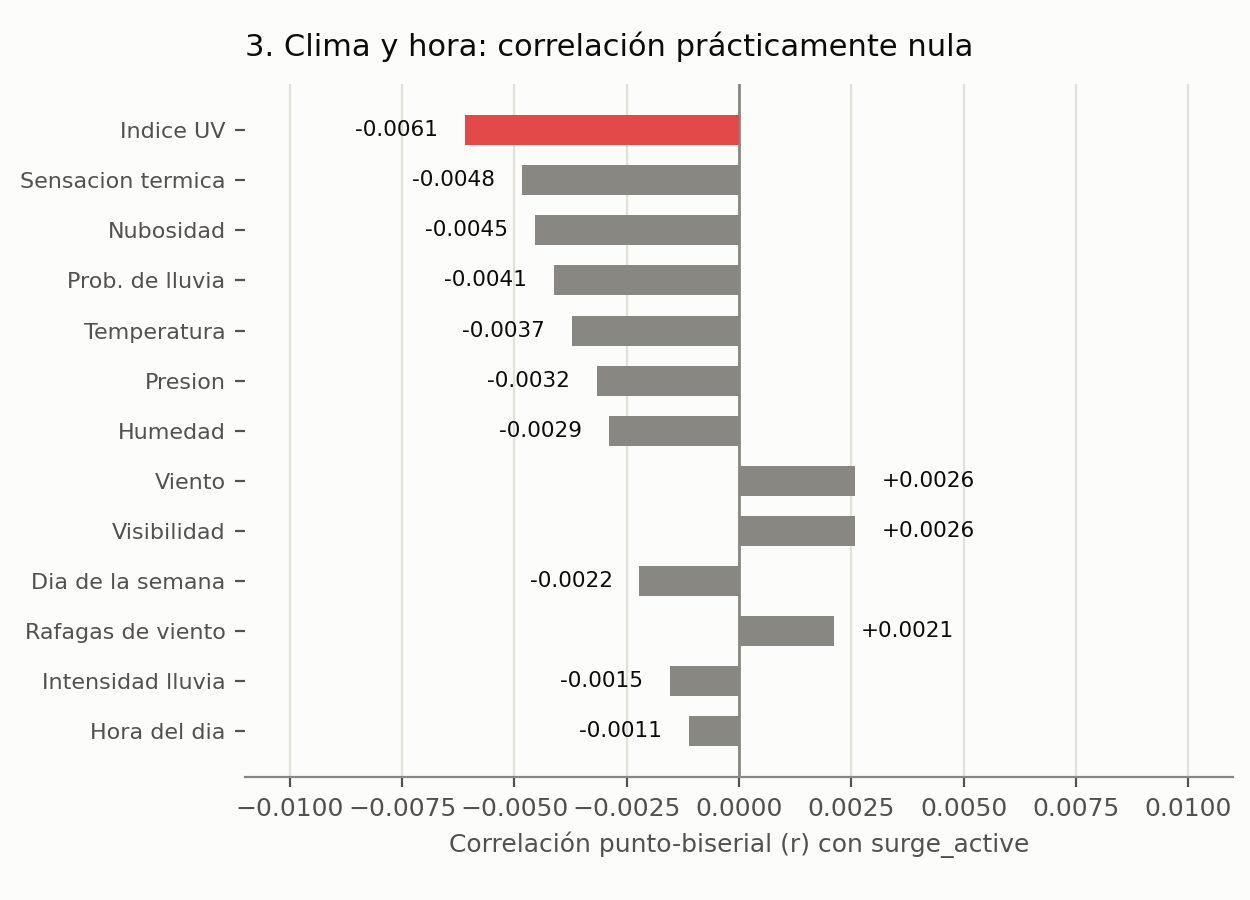 3. Clima y hora: correlación prácticamente nula
Indice UV -0.0061
Sensacion termica -0.0048
Nubosidad -0.0045
Prob. de lluvia -0.0041
Temperatura -0.0037
Presion -0.0032
Humedad -0.0029
Viento +0.0026
Visibilidad +0.0026
Dia de la semana -0.0022
Rafagas de viento +0.0021
Intensidad lluvia -0.0015
Hora del dia -0.0011
−0.0100 −0.0075 −0.0050 −0.0025 0.0000 0.0025 0.0050 0.0075 0.0100
Correlación punto-biserial (r) con surge_active